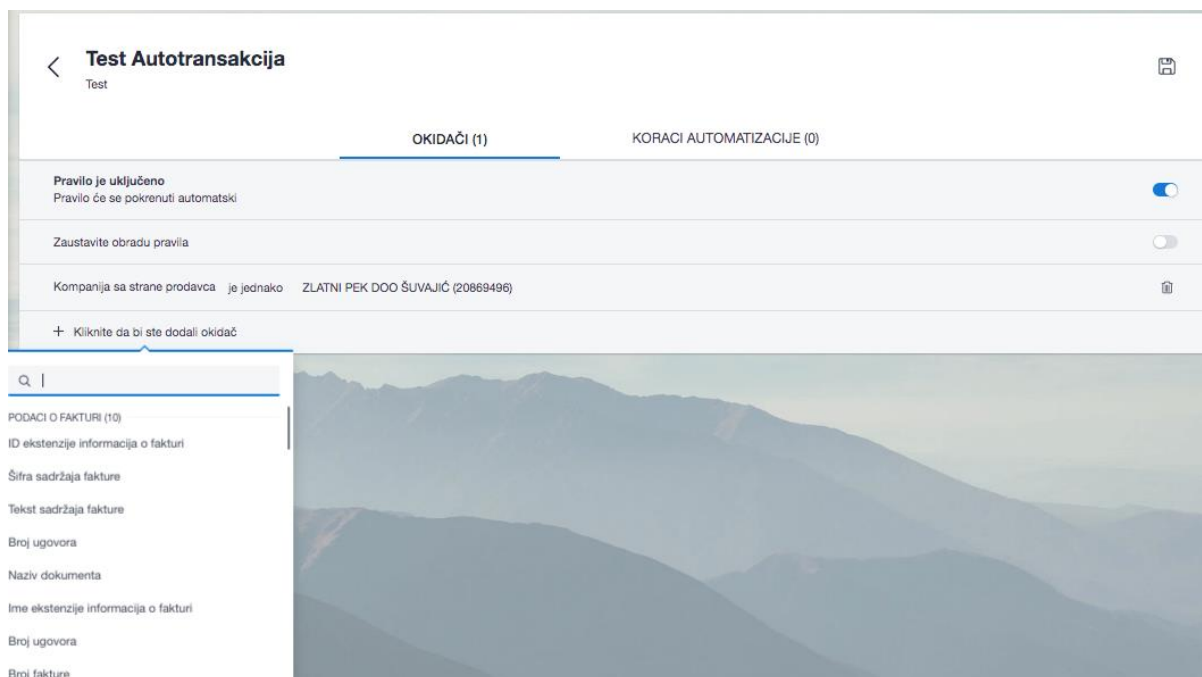 Test Autotransakcija
Test
OKIDAČI (1)
KORACI AUTOMATIZACIJE (0)
Pravilo je uključeno
Pravilo će se pokrenuti automatski
Zaustavite obradu pravila
Kompanija sa strane prodavca je jednako ZLATNI PEK DOO ŠUVAJIĆ (20869496)
+ Kliknite da bi ste dodali okidač
PODACI O FAKTURI (10)
ID ekstenzije informacija o fakturi
Šifra sadržaja fakture
Tekst sadržaja fakture
Broj ugovora
Naziv dokumenta
Ime ekstenzije informacija o fakturi
Broj ugovora
Broj fakture